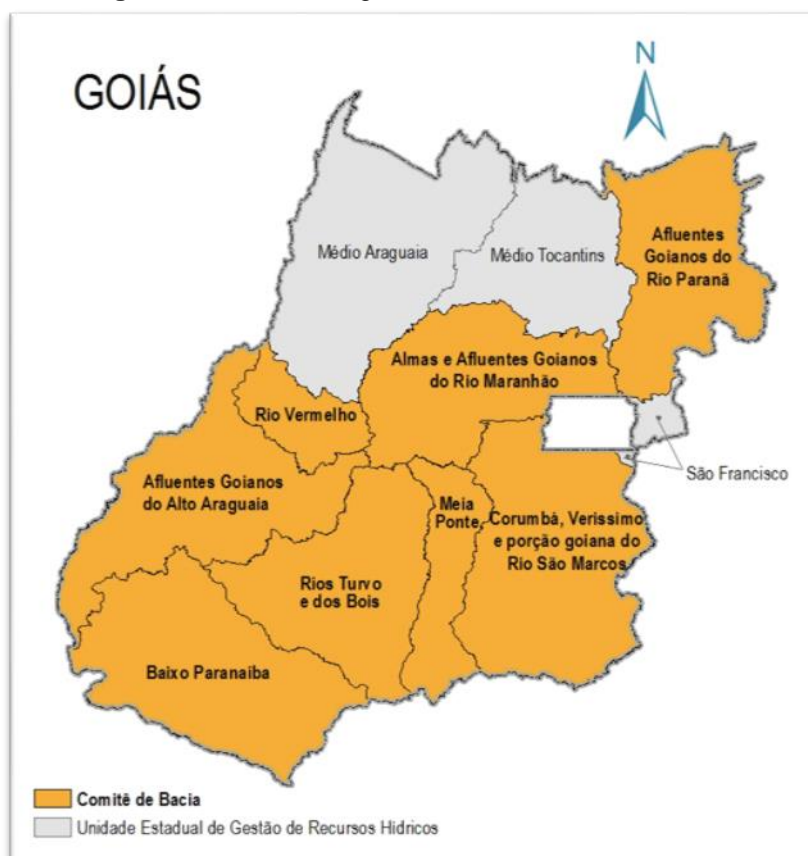 GOIÁS
N
Médio Araguaia
Médio Tocantins
Afluentes
Goianos do
Rio Paranã
Almas e Afluentes Goianos
do Rio Maranhão
Rio Vermelho
São Francisco
Afluentes Goianos
do Alto Araguaia
Meia
Ponte
Corumbá, Veríssimo
e porção goiana do
Rio São Marcos
Rios Turvo
e dos Bois
Baixo Paranaíba
Comitê de Bacia
Unidade Estadual de Gestão de Recursos Hídricos